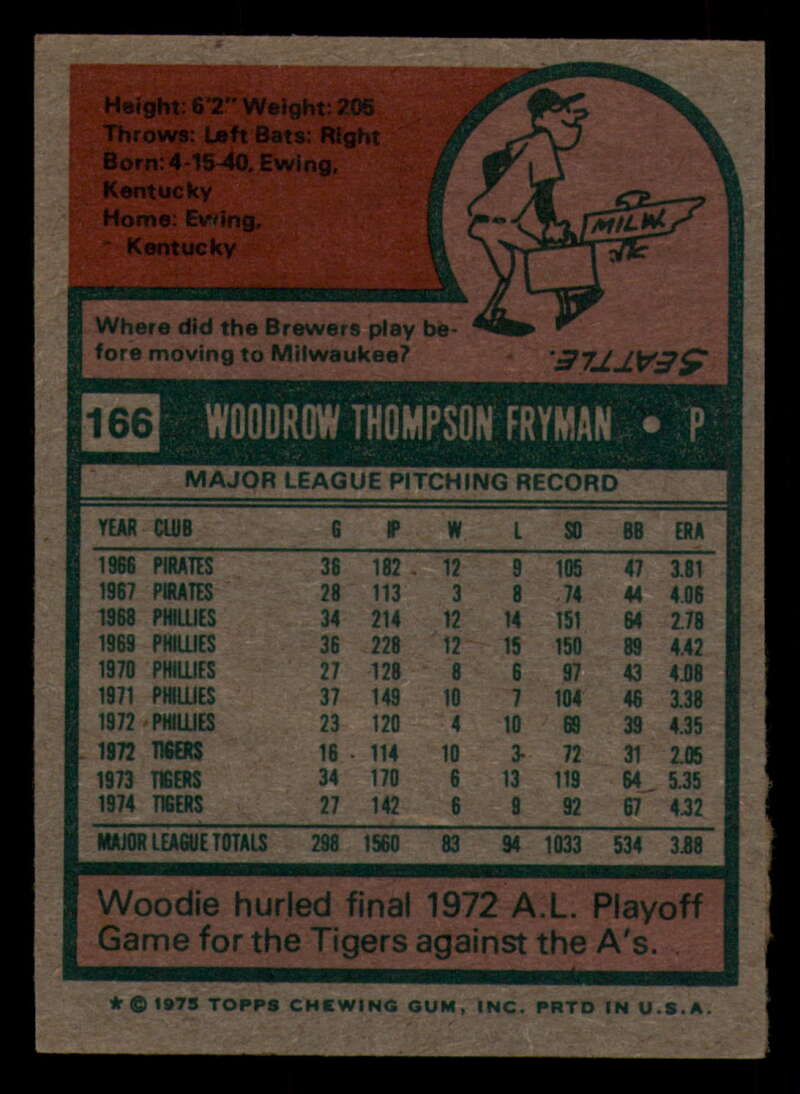 Height: 6'2" Weight: 205
Throws: Left Bats: Right
Born: 4-15-40, Ewing,
Kentucky
Home: Ewing,
Kentucky
MILW.
Where did the Brewers play be-
fore moving to Milwaukee?
SEATTLE.
166 WOODROW THOMPSON FRYMAN • P
MAJOR LEAGUE PITCHING RECORD
YEAR CLUB G IP W L SO BB ERA
1966 PIRATES 36 182 12 9 105 47 3.81
1967 PIRATES 28 113 3 8 74 44 4.06
1968 PHILLIES 34 214 12 14 151 64 2.78
1969 PHILLIES 36 228 12 15 150 89 4.42
1970 PHILLIES 27 128 8 6 97 43 4.08
1971 PHILLIES 37 149 10 7 104 46 3.38
1972 PHILLIES 23 120 4 10 69 39 4.35
1972 TIGERS 16 114 10 3 72 31 2.05
1973 TIGERS 34 170 6 13 119 64 5.35
1974 TIGERS 27 142 6 9 92 67 4.32
MAJOR LEAGUE TOTALS 298 1560 83 94 1033 534 3.88
Woodie hurled final 1972 A.L. Playoff
Game for the Tigers against the A's.
* © 1975 TOPPS CHEWING GUM, INC. PRTD IN U.S.A.